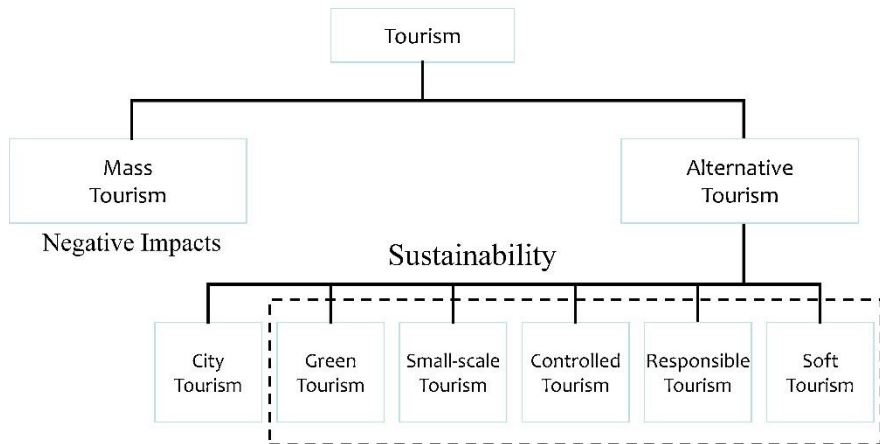 Tourism
Mass
Tourism
Alternative
Tourism
Negative Impacts
Sustainability
City
Tourism
Green
Tourism
Small-scale
Tourism
Controlled
Tourism
Responsible
Tourism
Soft
Tourism